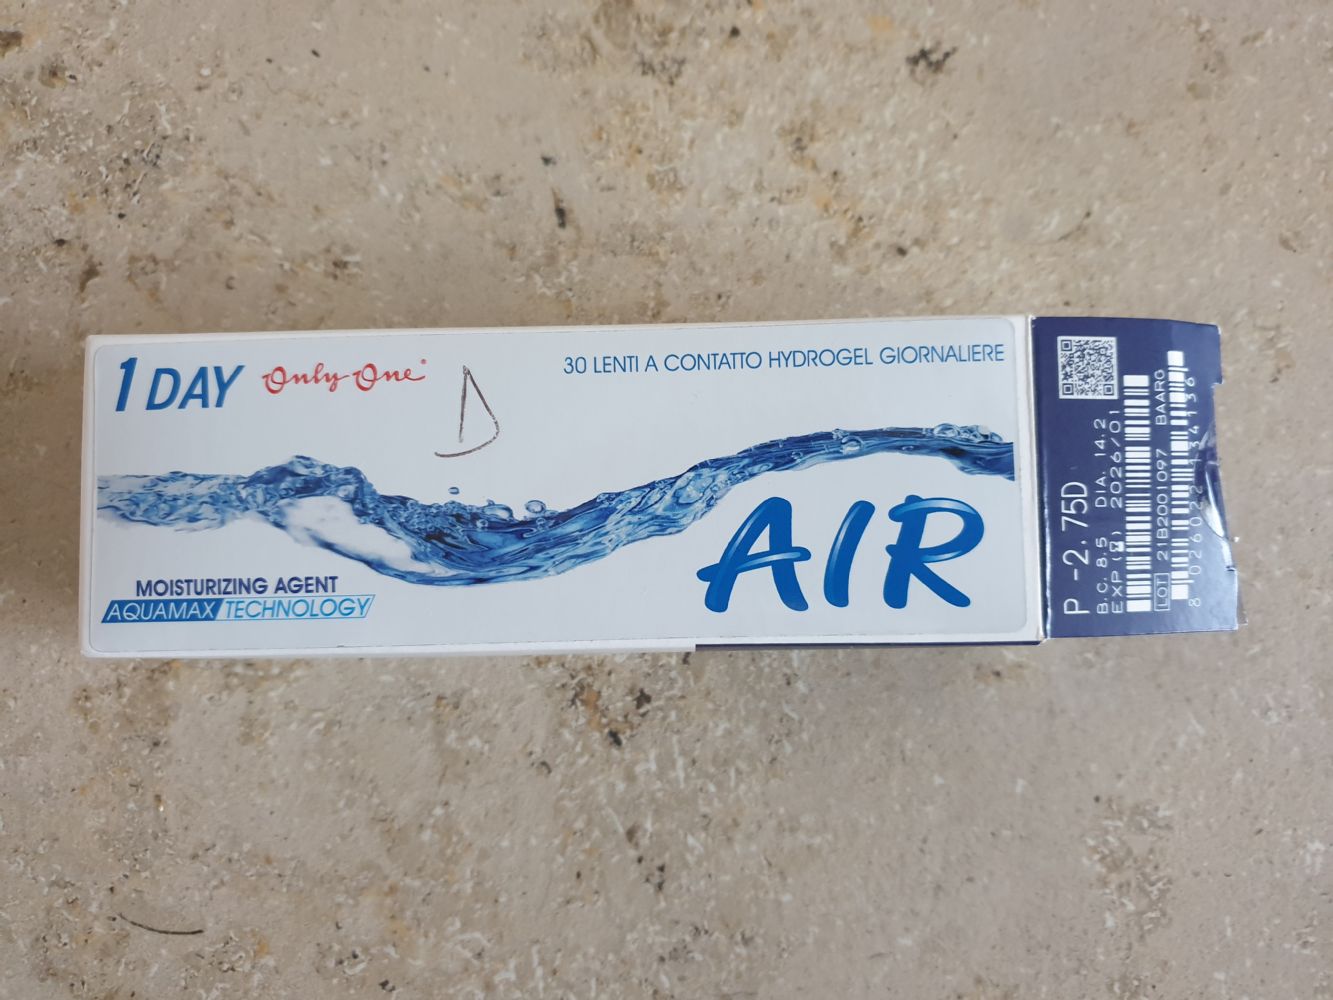 1 DAY Only-One®
D
30 LENTI A CONTATTO HYDROGEL GIORNALIERE
AIR
MOISTURIZING AGENT
AQUAMAX TECHNOLOGY
P -2.75D
B.C. 8.5 DIA. 14.2
EXP 2026/01
LOT 21B2001097 BAARG